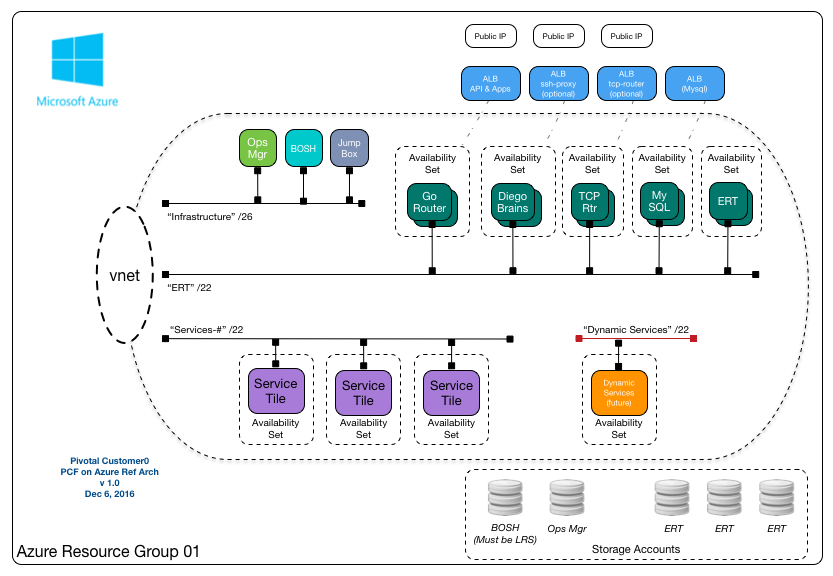 Public IP
Public IP
Public IP
Microsoft Azure
ALB
API & Apps
ALB
ssh-proxy
(optional)
ALB
tcp-router
(optional)
ALB
(Mysql)
Ops
Mgr
BOSH
Jump
Box
Availability
Set
Availability
Set
Availability
Set
Availability
Set
Availability
Set
Go
Router
Diego
Brains
TCP
Rtr
My
SQL
ERT
“Infrastructure” /26
vnet
“ERT” /22
“Services-#” /22
“Dynamic Services” /22
Service
Tile
Service
Tile
Service
Tile
Dynamic
Services
(future)
Availability
Set
Availability
Set
Availability
Set
Availability
Set
Pivotal Customer0
PCF on Azure Ref Arch
v 1.0
Dec 6, 2016
BOSH
(Must be LRS)
Ops Mgr
ERT
ERT
ERT
Storage Accounts
Azure Resource Group 01